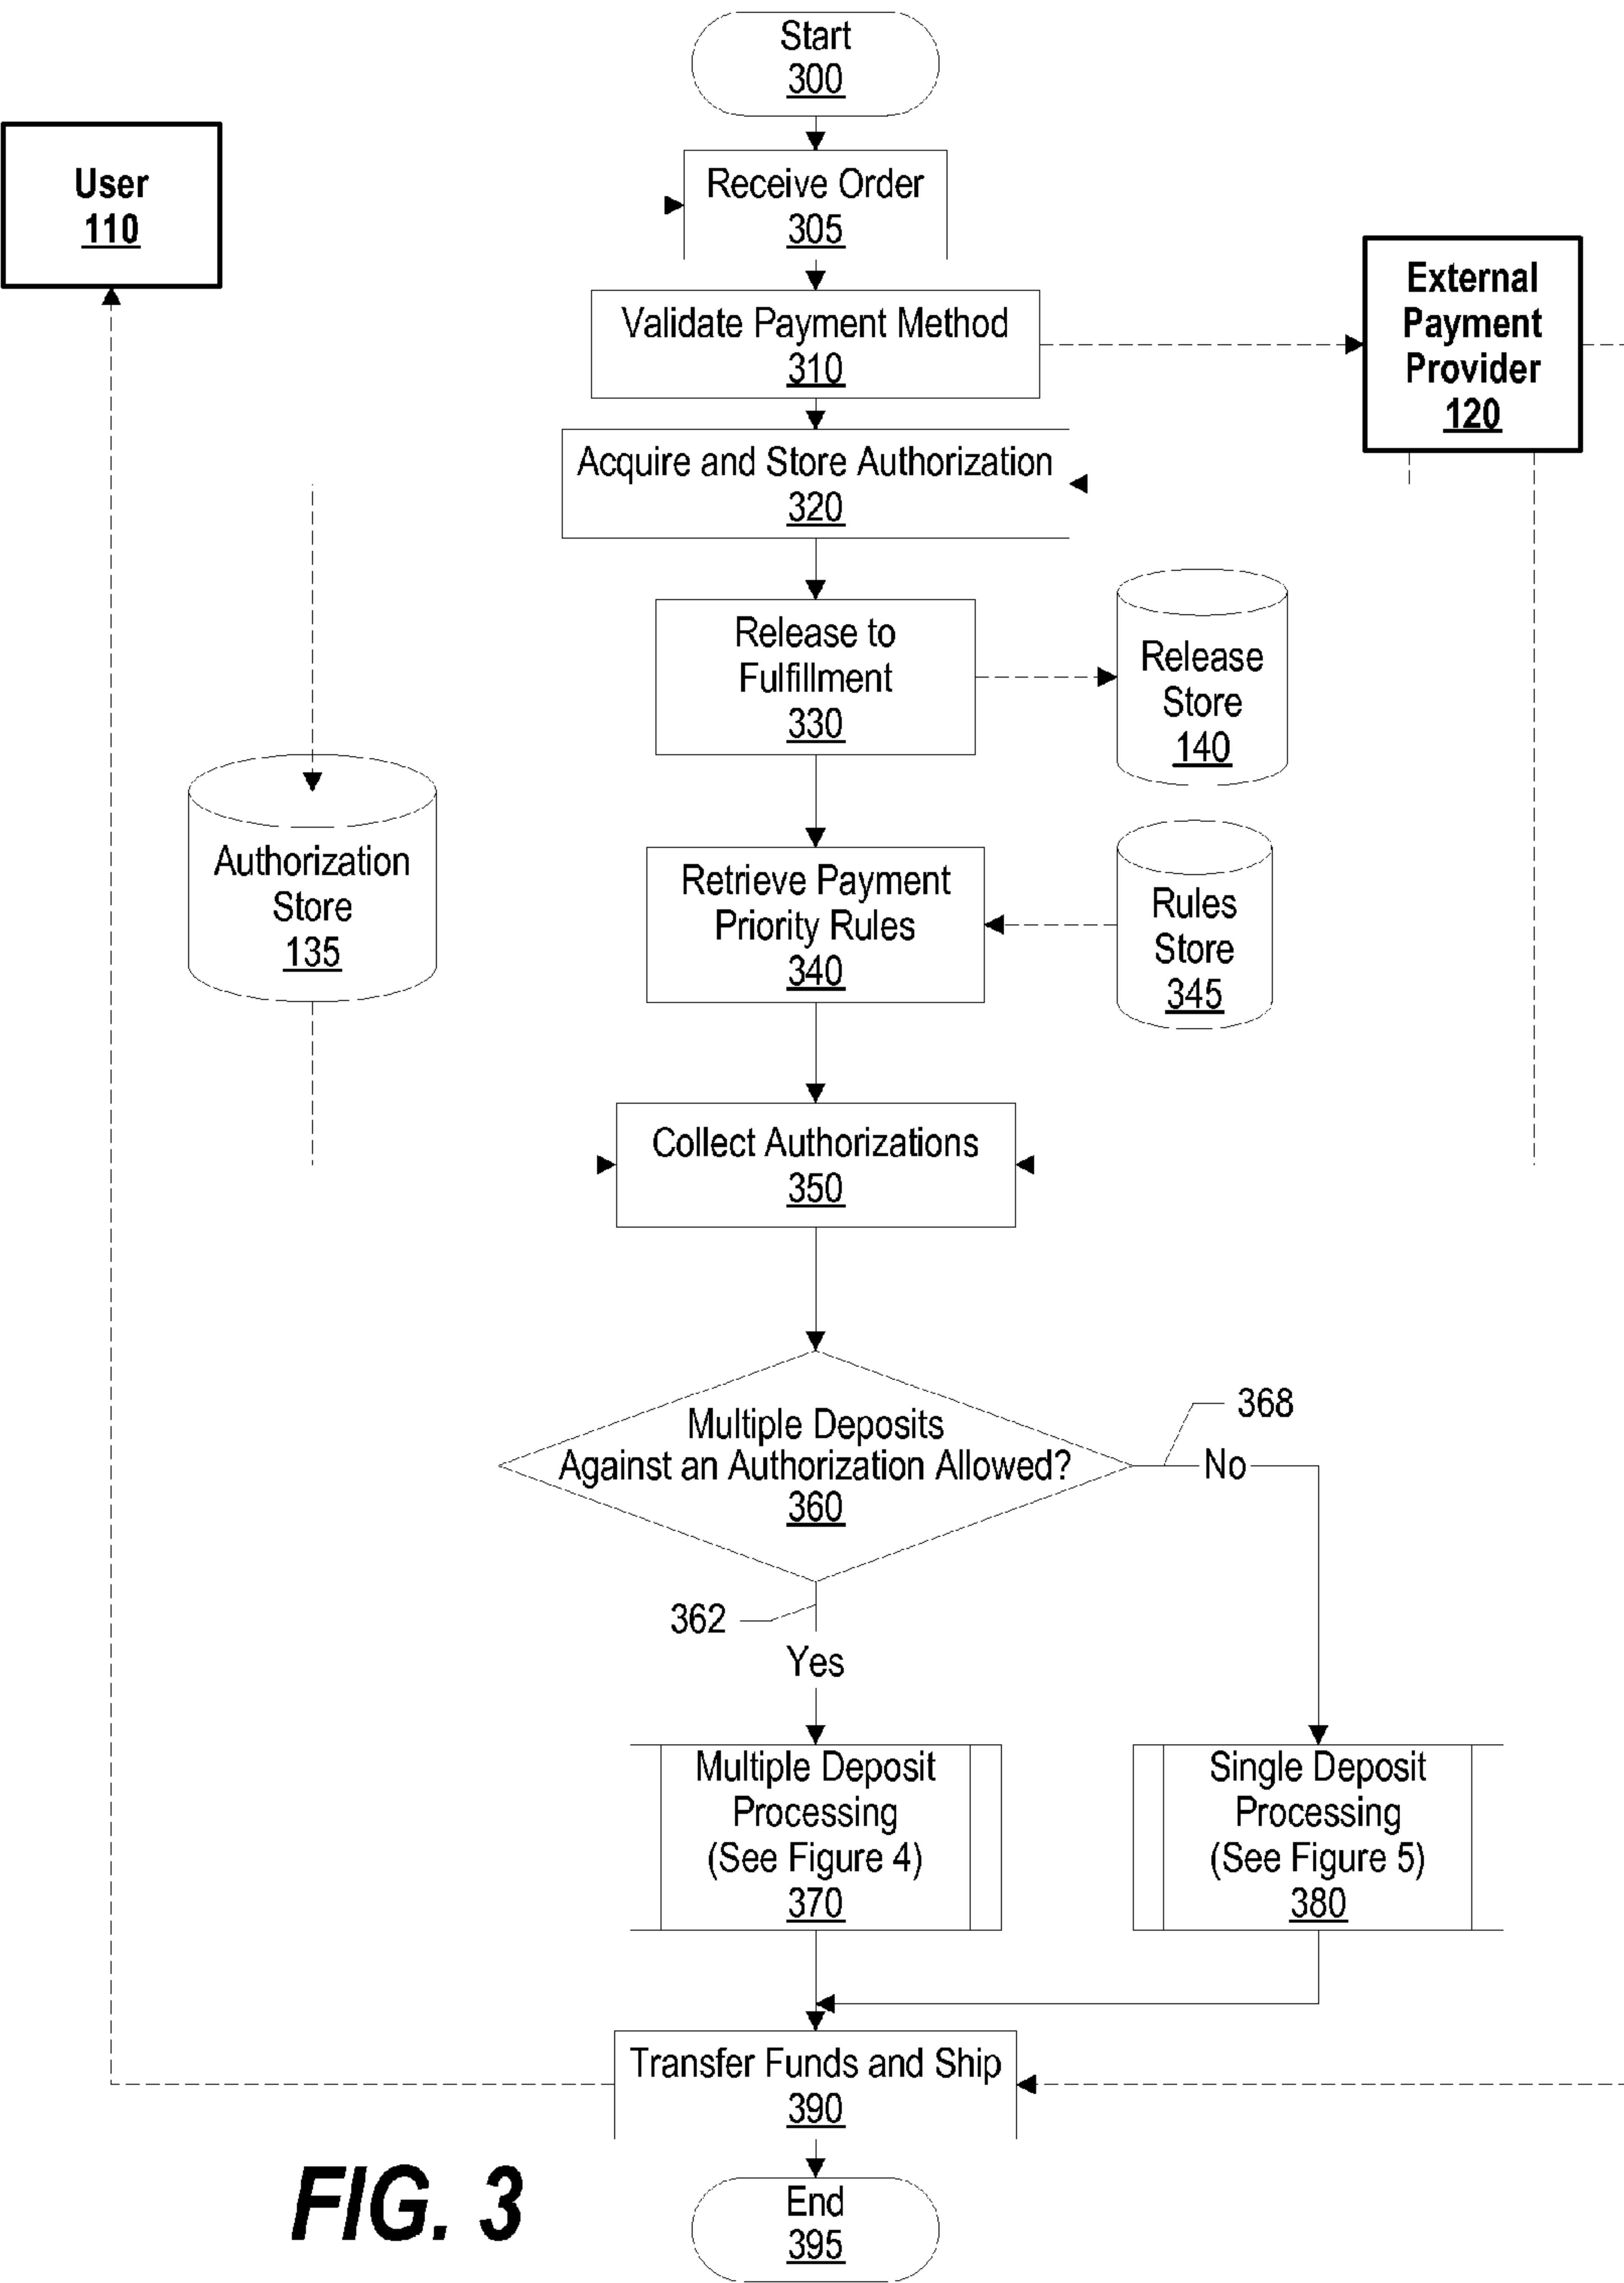 Start
300
User
110
Receive Order
305
External
Payment
Provider
120
Validate Payment Method
310
Acquire and Store Authorization
320
Release to
Fulfillment
330
Release
Store
140
Authorization
Store
135
Retrieve Payment
Priority Rules
340
Rules
Store
345
Collect Authorizations
350
Multiple Deposits
Against an Authorization Allowed?
360
368
No
362
Yes
Multiple Deposit
Processing
(See Figure 4)
370
Single Deposit
Processing
(See Figure 5)
380
Transfer Funds and Ship
390
End
395
FIG. 3